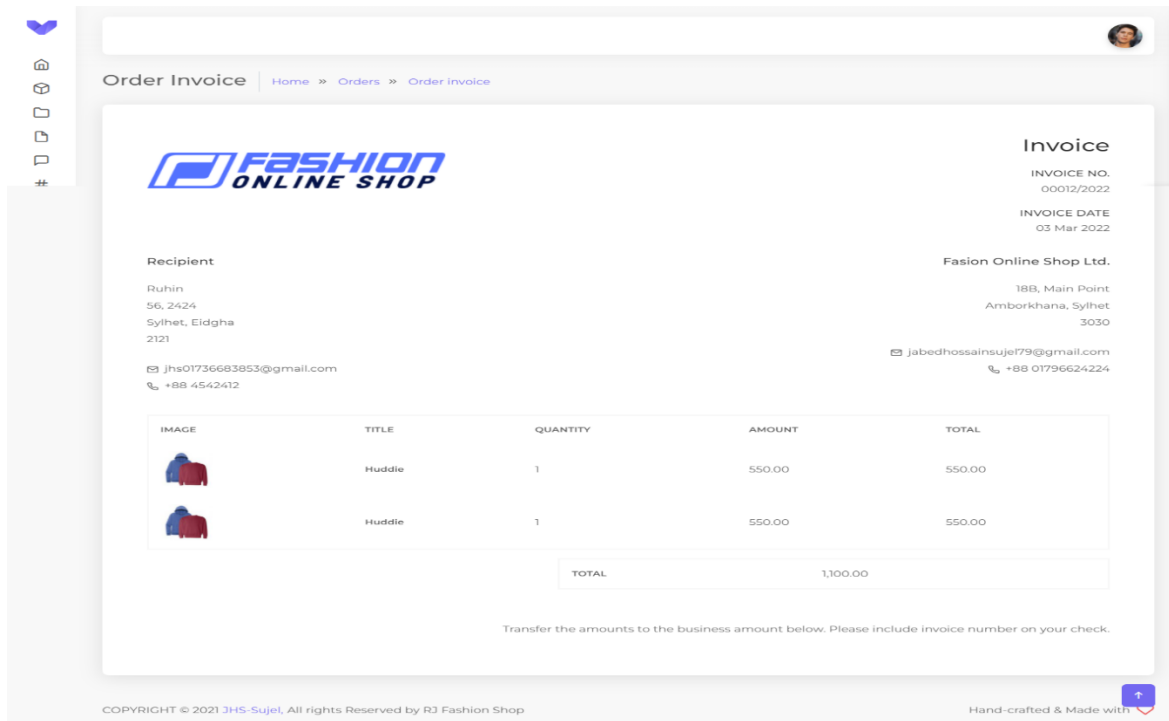 Order Invoice Home » Orders » Order invoice
FASHION
ONLINE SHOP
Invoice
INVOICE NO.
00012/2022
INVOICE DATE
03 Mar 2022
Recipient
Ruhin
56, 2424
Sylhet, Eidgha
2121
jhs01736683853@gmail.com
+88 4542412
Fasion Online Shop Ltd.
18B, Main Point
Amborkhana, Sylhet
3030
jabedhossainsujel79@gmail.com
+88 01796624224
IMAGE TITLE QUANTITY AMOUNT TOTAL
Huddie 1 550.00 550.00
Huddie 1 550.00 550.00
TOTAL 1,100.00
Transfer the amounts to the business amount below. Please include invoice number on your check.
COPYRIGHT © 2021 JHS-Sujel, All rights Reserved by RJ Fashion Shop
Hand-crafted & Made with